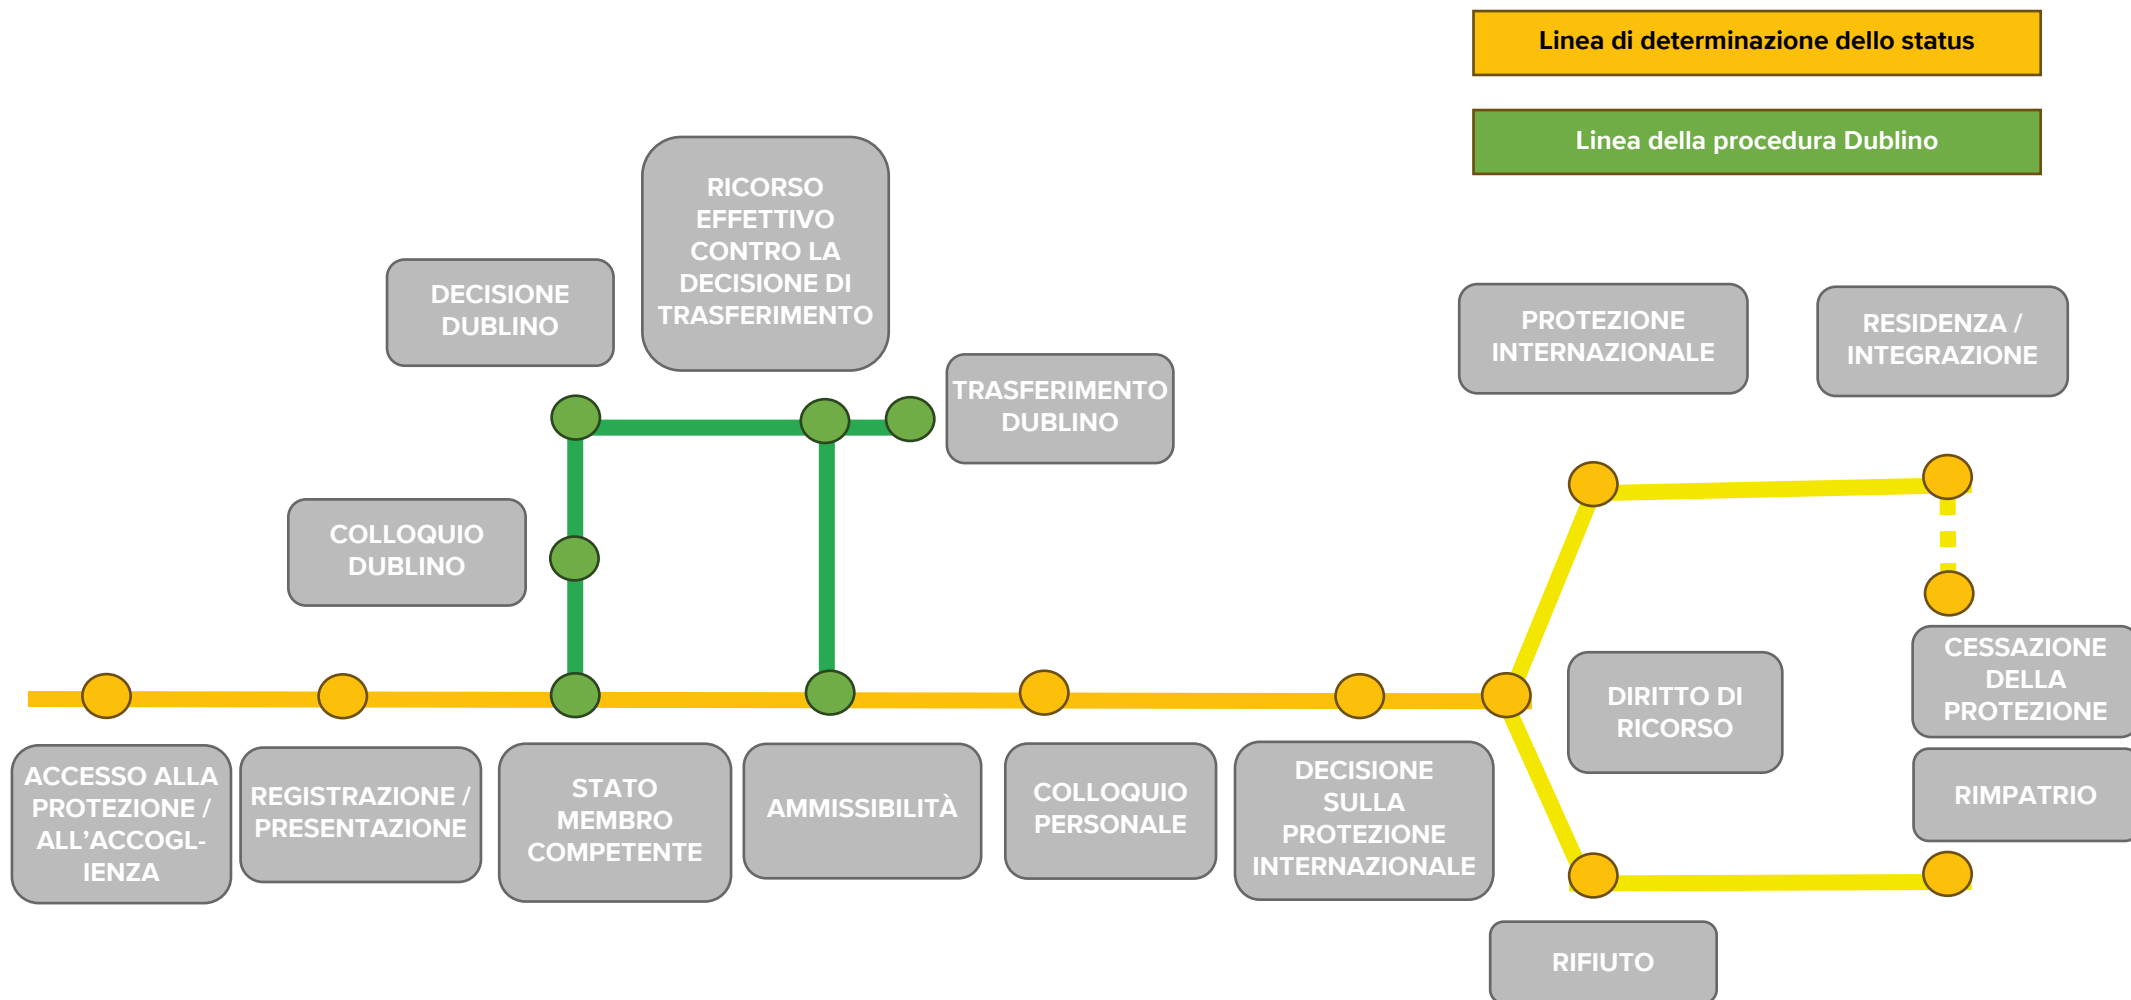 Linea di determinazione dello status
Linea della procedura Dublino
RICORSO
EFFETTIVO
CONTRO LA
DECISIONE DI
TRASFERIMENTO
DECISIONE
DUBLINO
TRASFERIMENTO
DUBLINO
PROTEZIONE
INTERNAZIONALE
RESIDENZA /
INTEGRAZIONE
COLLOQUIO
DUBLINO
CESSAZIONE
DELLA
PROTEZIONE
DIRITTO DI
RICORSO
RIMPATRIO
ACCESSO ALLA
PROTEZIONE /
ALL'ACCOGL-
IENZA
REGISTRAZIONE /
PRESENTAZIONE
STATO
MEMBRO
COMPETENTE
AMMISSIBILITÀ
COLLOQUIO
PERSONALE
DECISIONE
SULLA
PROTEZIONE
INTERNAZIONALE
RIFIUTO